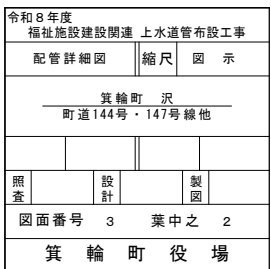 令和８年度
福祉施設建設関連 上水道管布設工事
配管詳細図 縮尺 図示
箕輪町 沢
町道144号・147号線他
照査 設計 製図
図面番号 3 葉中之 2
箕輪町役場